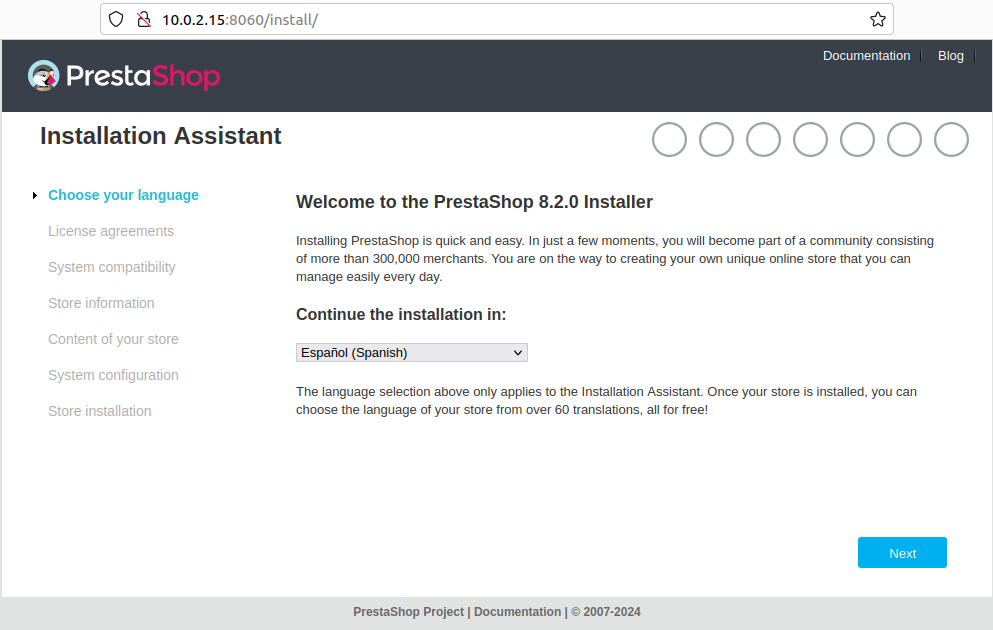 10.0.2.15:8060/install/
Documentation
Blog
PrestaShop
Installation Assistant
Choose your language
License agreements
System compatibility
Store information
Content of your store
System configuration
Store installation
Welcome to the PrestaShop 8.2.0 Installer
Installing PrestaShop is quick and easy. In just a few moments, you will become part of a community consisting
of more than 300,000 merchants. You are on the way to creating your own unique online store that you can
manage easily every day.
Continue the installation in:
Español (Spanish)
The language selection above only applies to the Installation Assistant. Once your store is installed, you can
choose the language of your store from over 60 translations, all for free!
Next
PrestaShop Project | Documentation | © 2007-2024